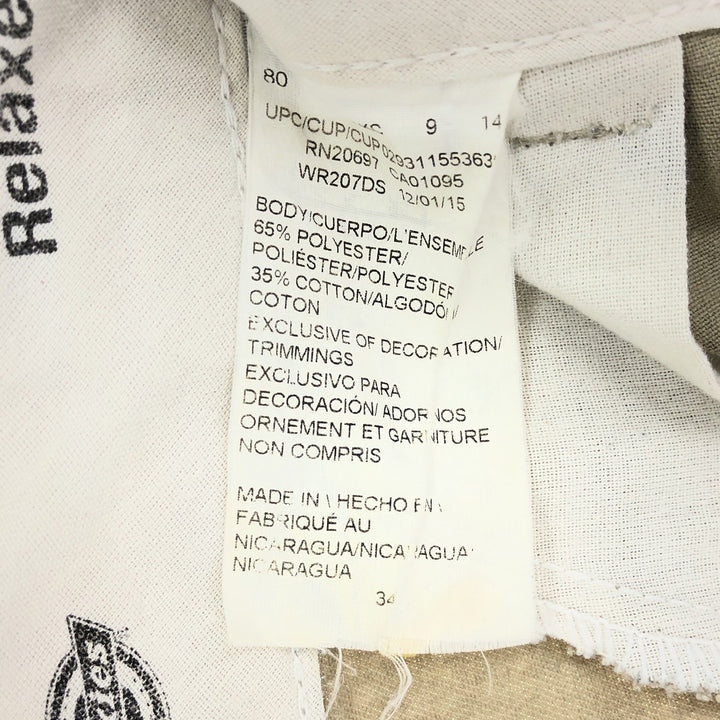 Relaxe
80
9 14
UPC/CUP/CUP 02931155363
RN20697 CA01095
WR207DS 12/01/15
BODY/CUERPO/L'ENSEMBLE
65% POLYESTER/
POLIÉSTER/POLYESTER
35% COTTON/ALGODÓN/
COTON
EXCLUSIVE OF DECORATION/
TRIMMINGS
EXCLUSIVO PARA
DECORACIÓN/ADORNOS
ORNEMENT ET GARNITURE
NON COMPRIS
MADE IN \ HECHO EN \
FABRIQUÉ AU
NICARAGUA/NICARAGUA
NICARAGUA
34